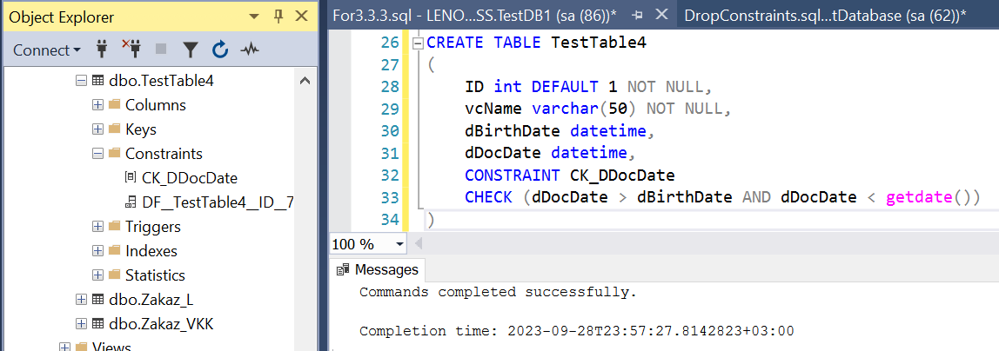 Object Explorer
Connect
dbo.TestTable4
Columns
Keys
Constraints
CK_DDocDate
DF__TestTable4__ID__7
Triggers
Indexes
Statistics
dbo.Zakaz_L
dbo.Zakaz_VKK
Views
For3.3.3.sql - LENO...SS.TestDB1 (sa (86))*
DropConstraints.sql...tDatabase (sa (62))*
26 CREATE TABLE TestTable4
27 (
28 ID int DEFAULT 1 NOT NULL,
29 vcName varchar(50) NOT NULL,
30 dBirthDate datetime,
31 dDocDate datetime,
32 CONSTRAINT CK_DDocDate
33 CHECK (dDocDate > dBirthDate AND dDocDate < getdate())
34 )
100 %
Messages
Commands completed successfully.
Completion time: 2023-09-28T23:57:27.8142823+03:00